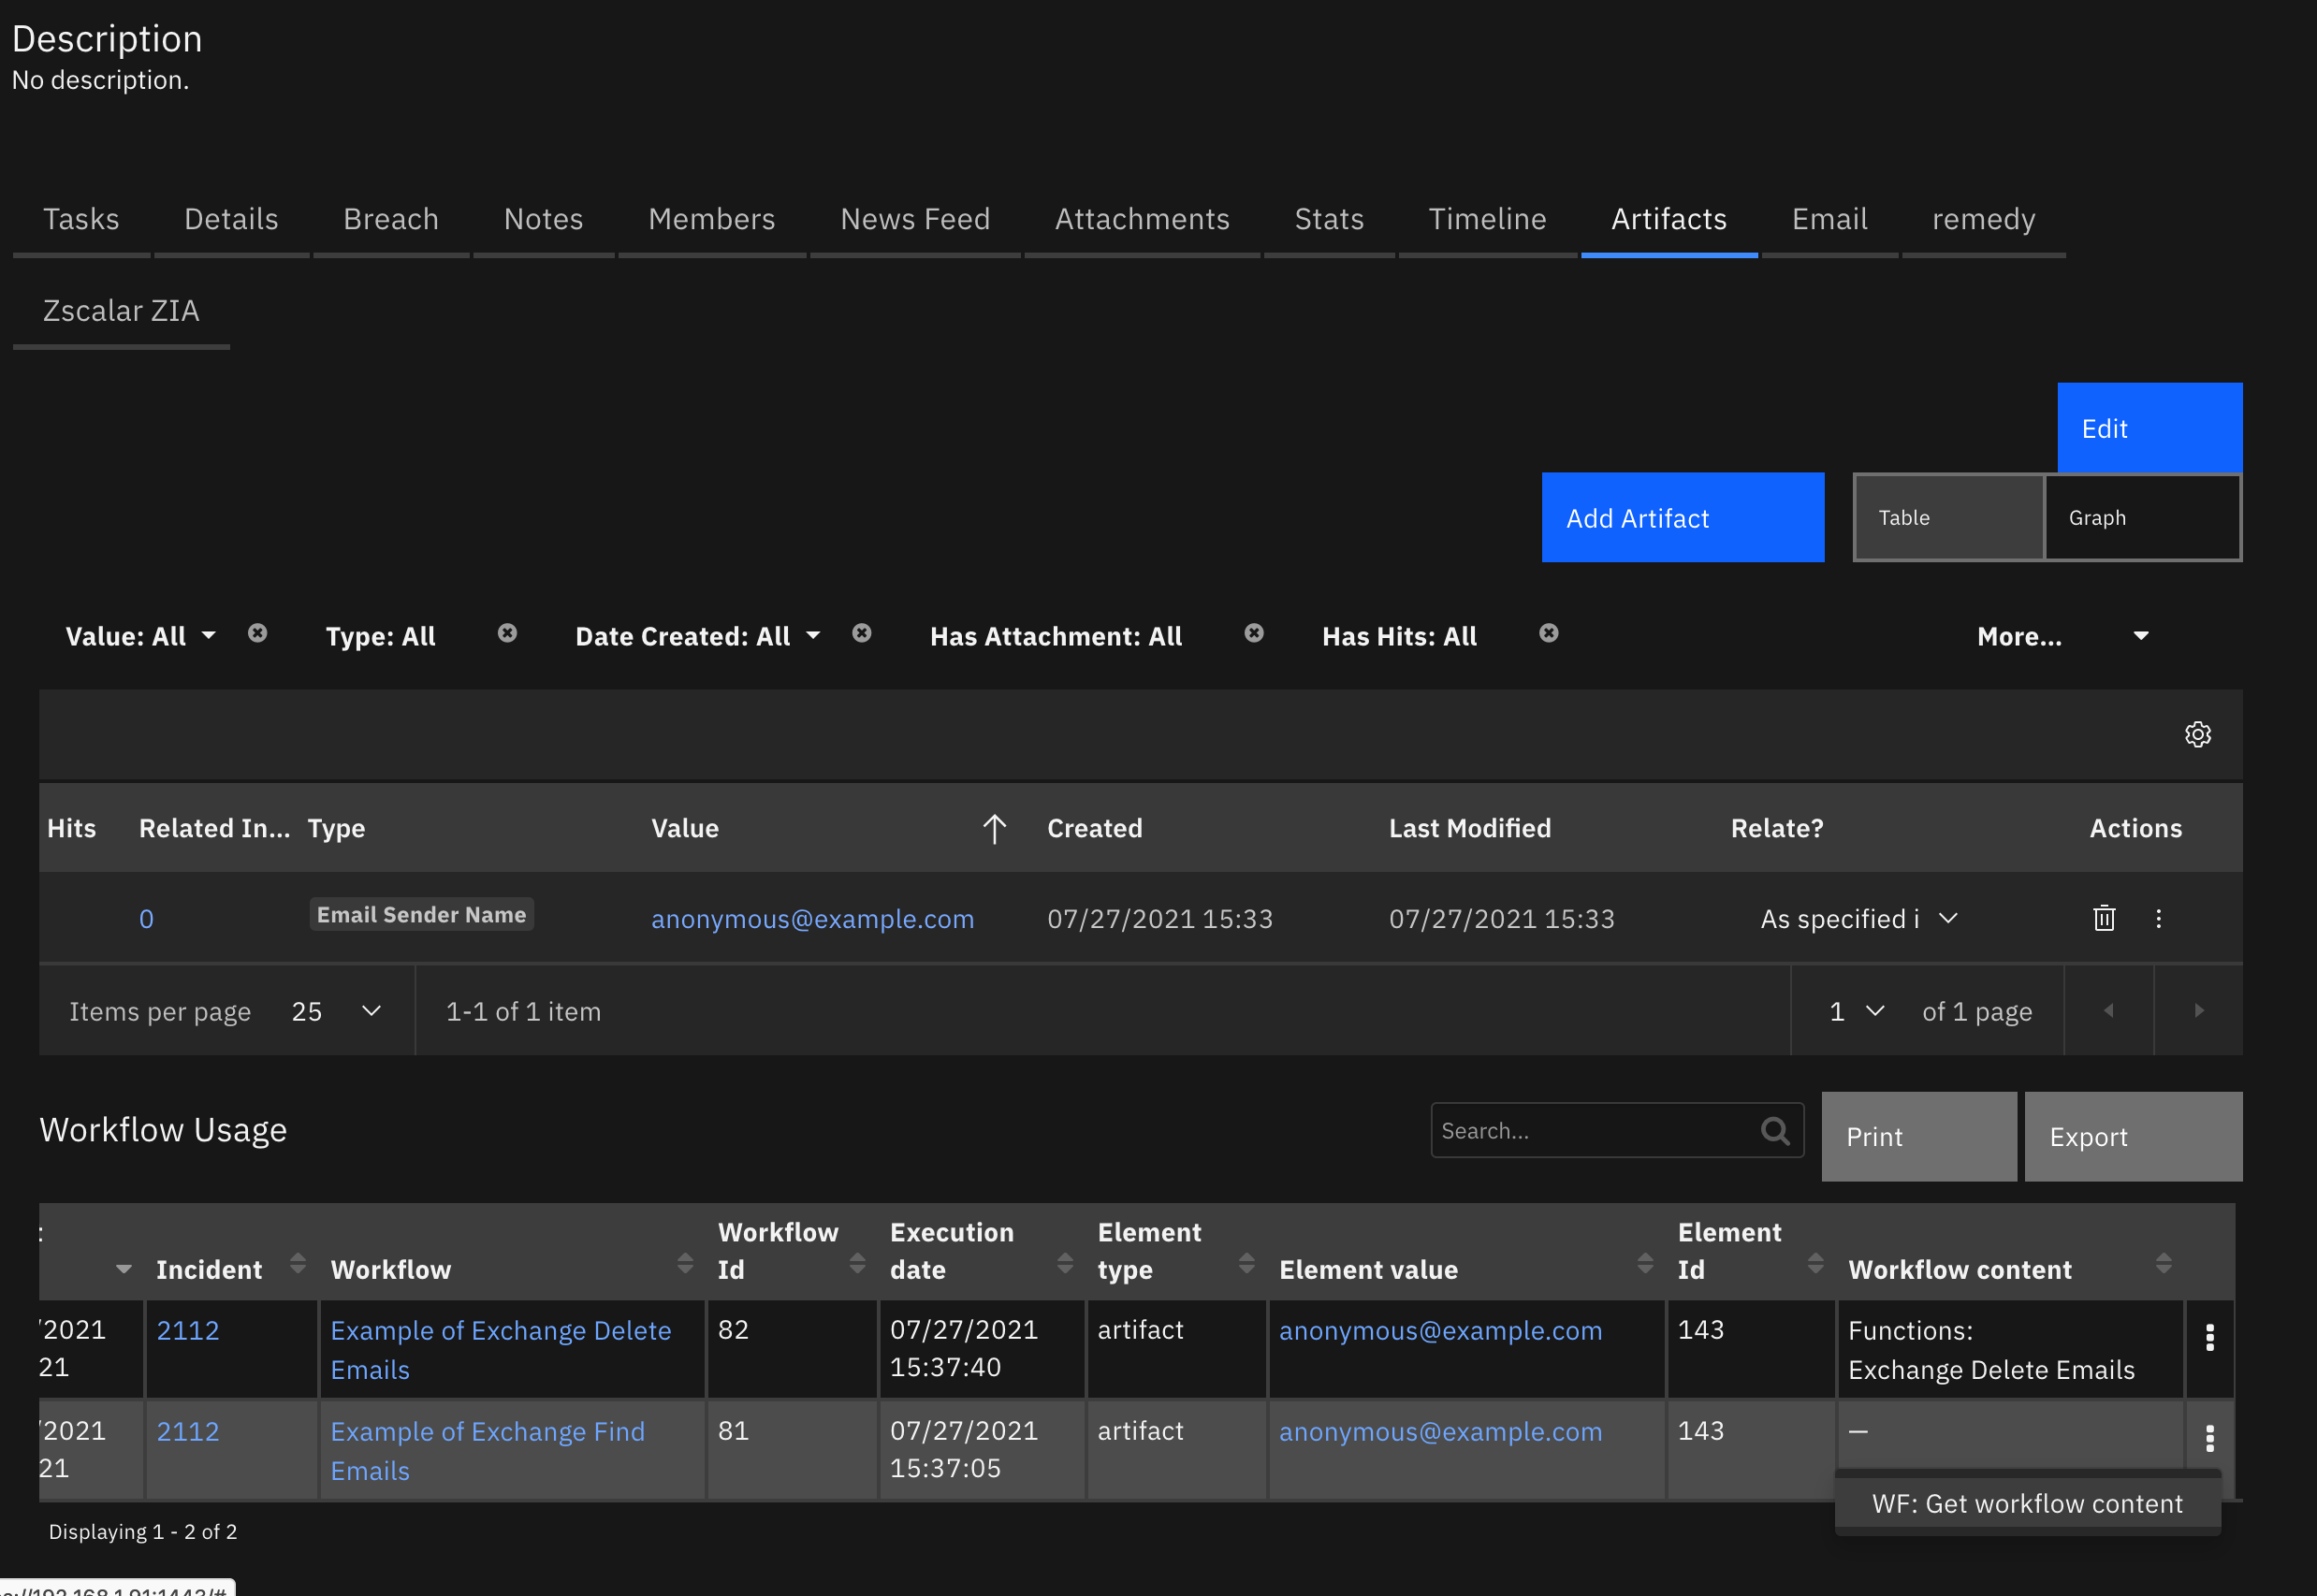 Description
No description.
Tasks Details Breach Notes Members News Feed Attachments Stats Timeline Artifacts Email remedy
Zscalar ZIA
Edit
Add Artifact Table Graph
Value: All Type: All Date Created: All Has Attachment: All Has Hits: All More...
Hits Related In... Type Value Created Last Modified Relate? Actions
0 Email Sender Name anonymous@example.com 07/27/2021 15:33 07/27/2021 15:33 As specified i
Items per page 25 1-1 of 1 item 1 of 1 page
Workflow Usage Search... Print Export
Workflow Execution Element Element
Incident Workflow Id date type Element value Id Workflow content
/2021 2112 Example of Exchange Delete 82 07/27/2021 artifact anonymous@example.com 143 Functions:
21 Emails 15:37:40 Exchange Delete Emails
/2021 2112 Example of Exchange Find 81 07/27/2021 artifact anonymous@example.com 143 —
21 Emails 15:37:05
WF: Get workflow content
Displaying 1 - 2 of 2